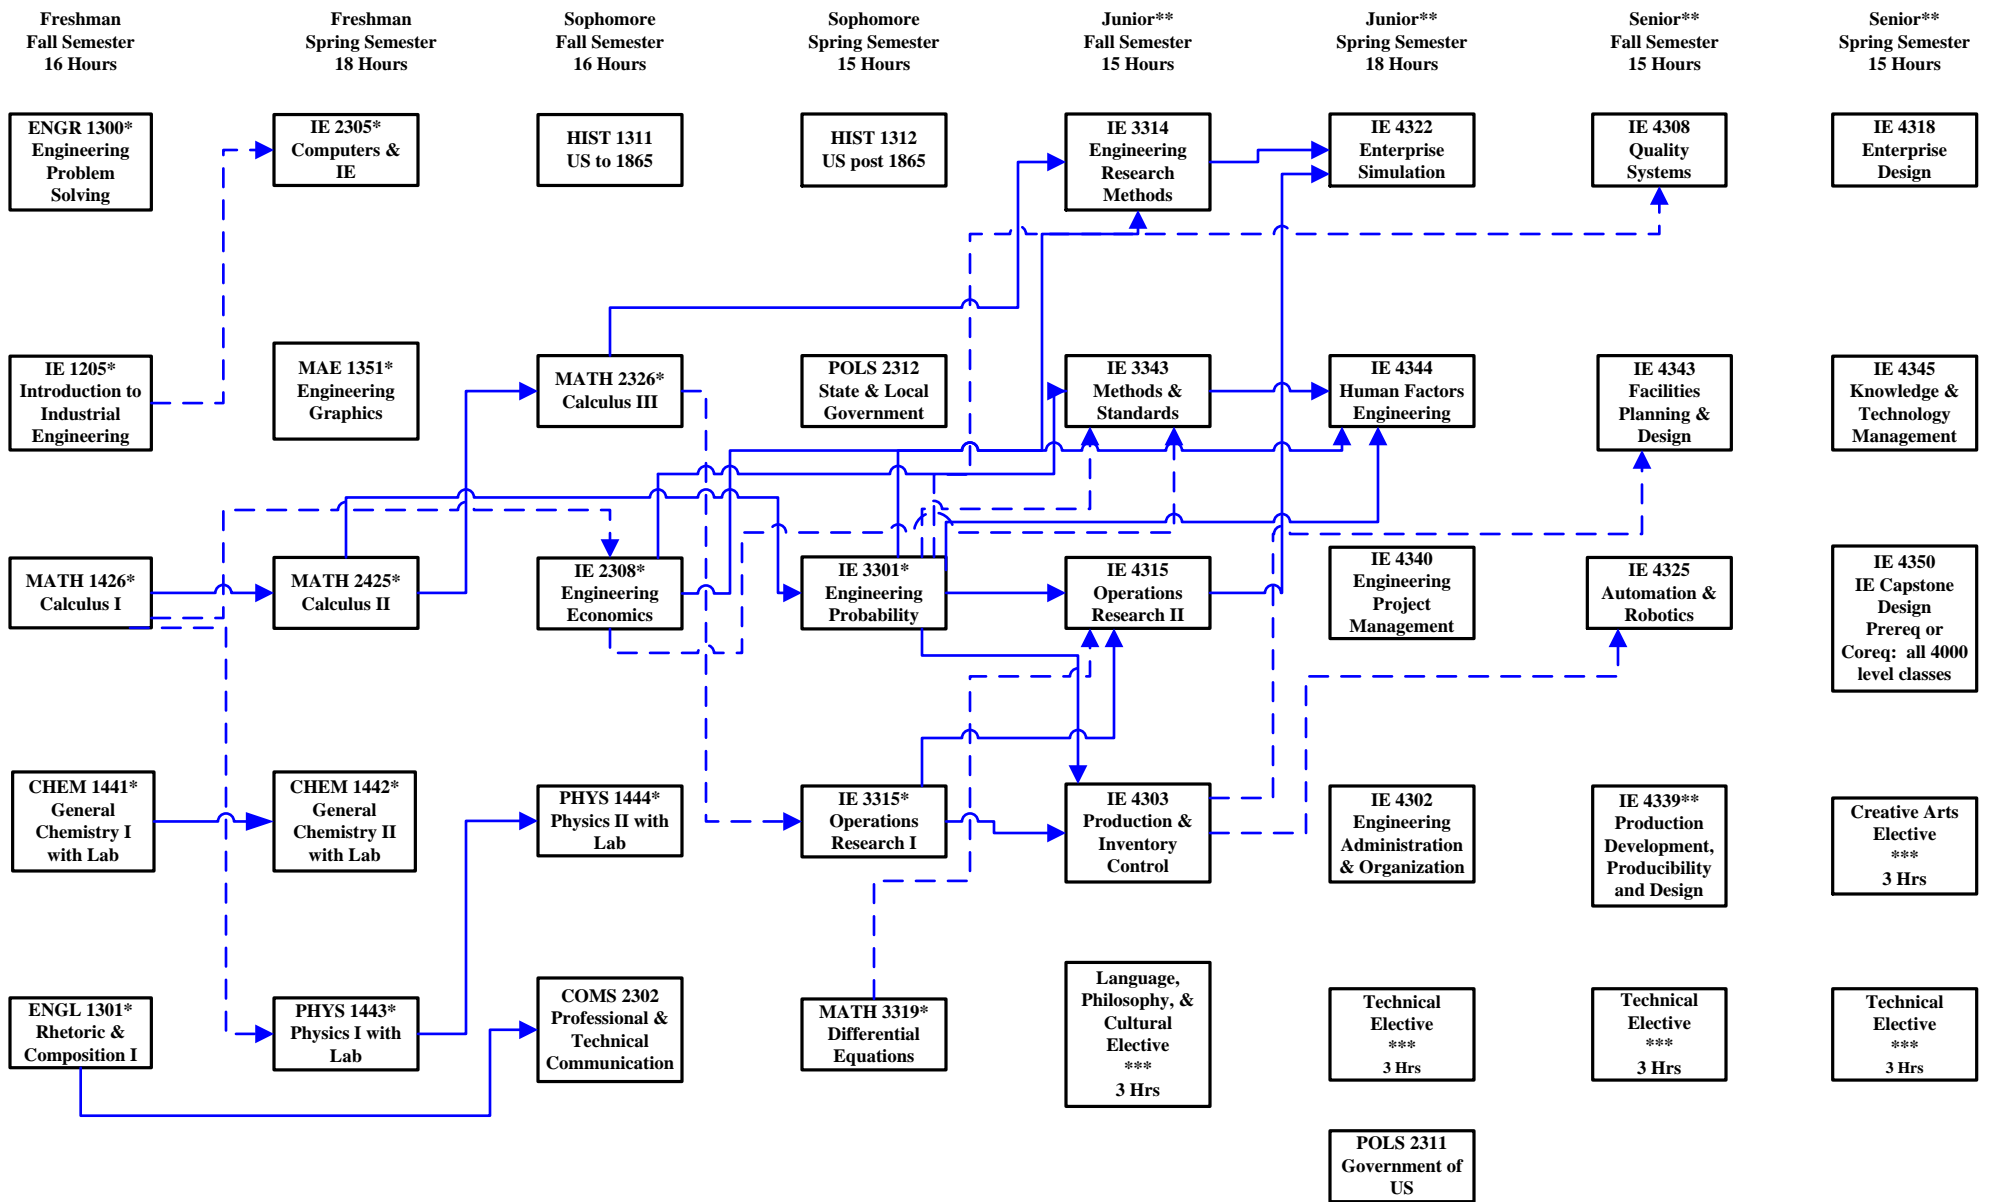 Freshman
Fall Semester
16 Hours
Freshman
Spring Semester
18 Hours
Sophomore
Fall Semester
16 Hours
Sophomore
Spring Semester
15 Hours
Junior**
Fall Semester
15 Hours
Junior**
Spring Semester
18 Hours
Senior**
Fall Semester
15 Hours
Senior**
Spring Semester
15 Hours
ENGR 1300*
Engineering
Problem
Solving
IE 2305*
Computers &
IE
HIST 1311
US to 1865
HIST 1312
US post 1865
IE 3314
Engineering
Research
Methods
IE 4322
Enterprise
Simulation
IE 4308
Quality
Systems
IE 4318
Enterprise
Design
IE 1205*
Introduction to
Industrial
Engineering
MAE 1351*
Engineering
Graphics
MATH 2326*
Calculus III
POLS 2312
State & Local
Government
IE 3343
Methods &
Standards
IE 4344
Human Factors
Engineering
IE 4343
Facilities
Planning &
Design
IE 4345
Knowledge &
Technology
Management
MATH 1426*
Calculus I
MATH 2425*
Calculus II
IE 2308*
Engineering
Economics
IE 3301*
Engineering
Probability
IE 4315
Operations
Research II
IE 4340
Engineering
Project
Management
IE 4325
Automation &
Robotics
IE 4350
IE Capstone
Design
Prereq or
Coreq: all 4000
level classes
CHEM 1441*
General
Chemistry I
with Lab
CHEM 1442*
General
Chemistry II
with Lab
PHYS 1444*
Physics II with
Lab
IE 3315*
Operations
Research I
IE 4303
Production &
Inventory
Control
IE 4302
Engineering
Administration
& Organization
IE 4339**
Production
Development,
Producibility
and Design
Creative Arts
Elective
***
3 Hrs
ENGL 1301*
Rhetoric &
Composition I
PHYS 1443*
Physics I with
Lab
COMS 2302
Professional &
Technical
Communication
MATH 3319*
Differential
Equations
Language,
Philosophy, &
Cultural
Elective
***
3 Hrs
Technical
Elective
***
3 Hrs
Technical
Elective
***
3 Hrs
Technical
Elective
***
3 Hrs
POLS 2311
Government of
US